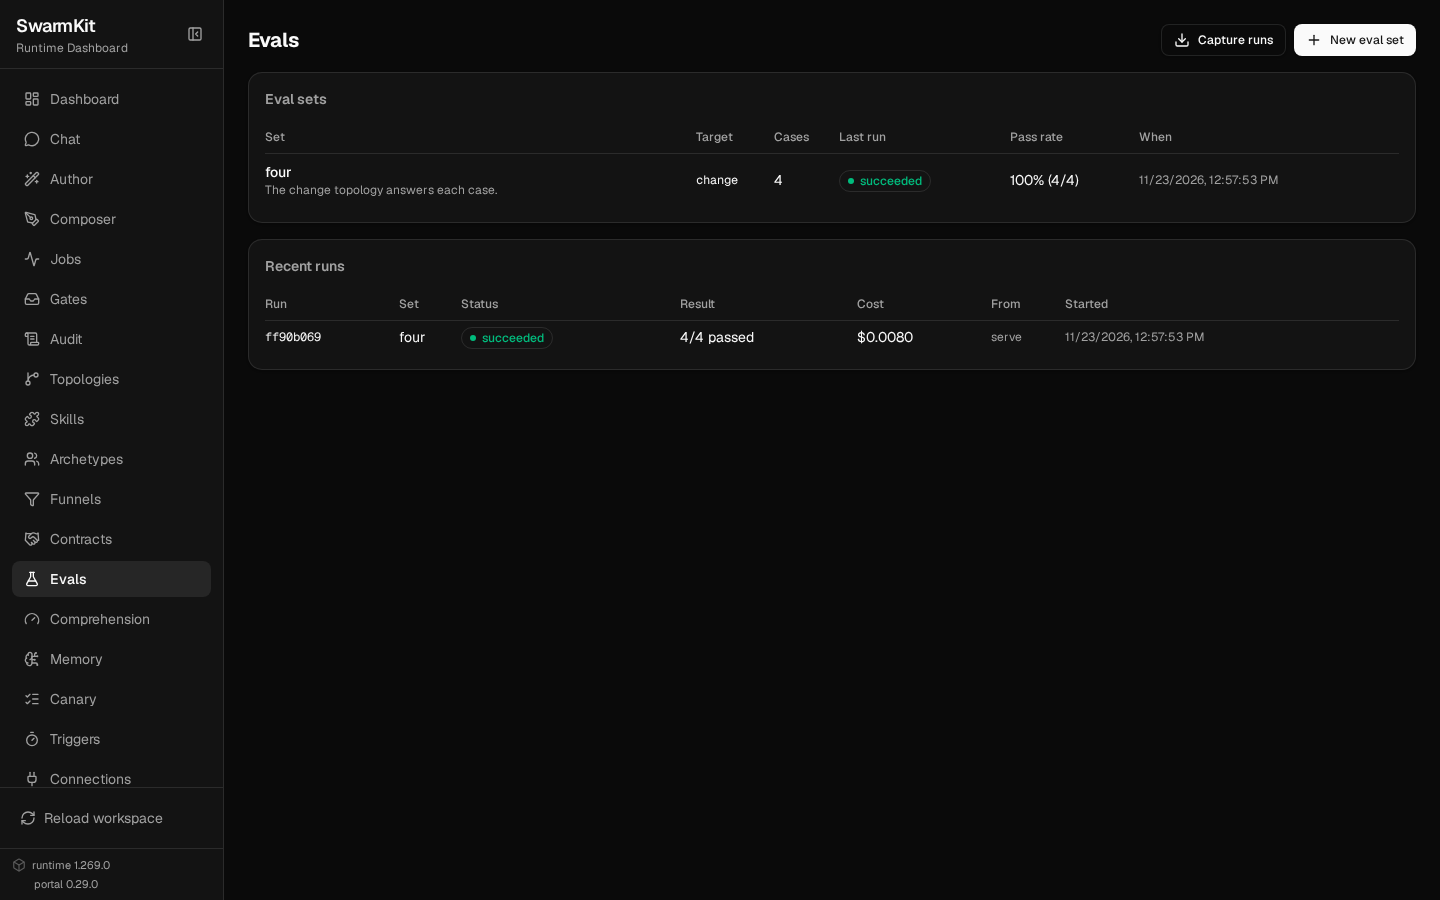 SwarmKit
Runtime Dashboard
Dashboard
Chat
Author
Composer
Jobs
Gates
Audit
Topologies
Skills
Archetypes
Funnels
Contracts
Evals
Comprehension
Memory
Canary
Triggers
Connections
Reload workspace
runtime 1.269.0
portal 0.29.0
Evals
Capture runs
New eval set
Eval sets
Set Target Cases Last run Pass rate When
four
The change topology answers each case.
change 4 succeeded 100% (4/4) 11/23/2026, 12:57:53 PM
Recent runs
Run Set Status Result Cost From Started
ff90b069 four succeeded 4/4 passed $0.0080 serve 11/23/2026, 12:57:53 PM